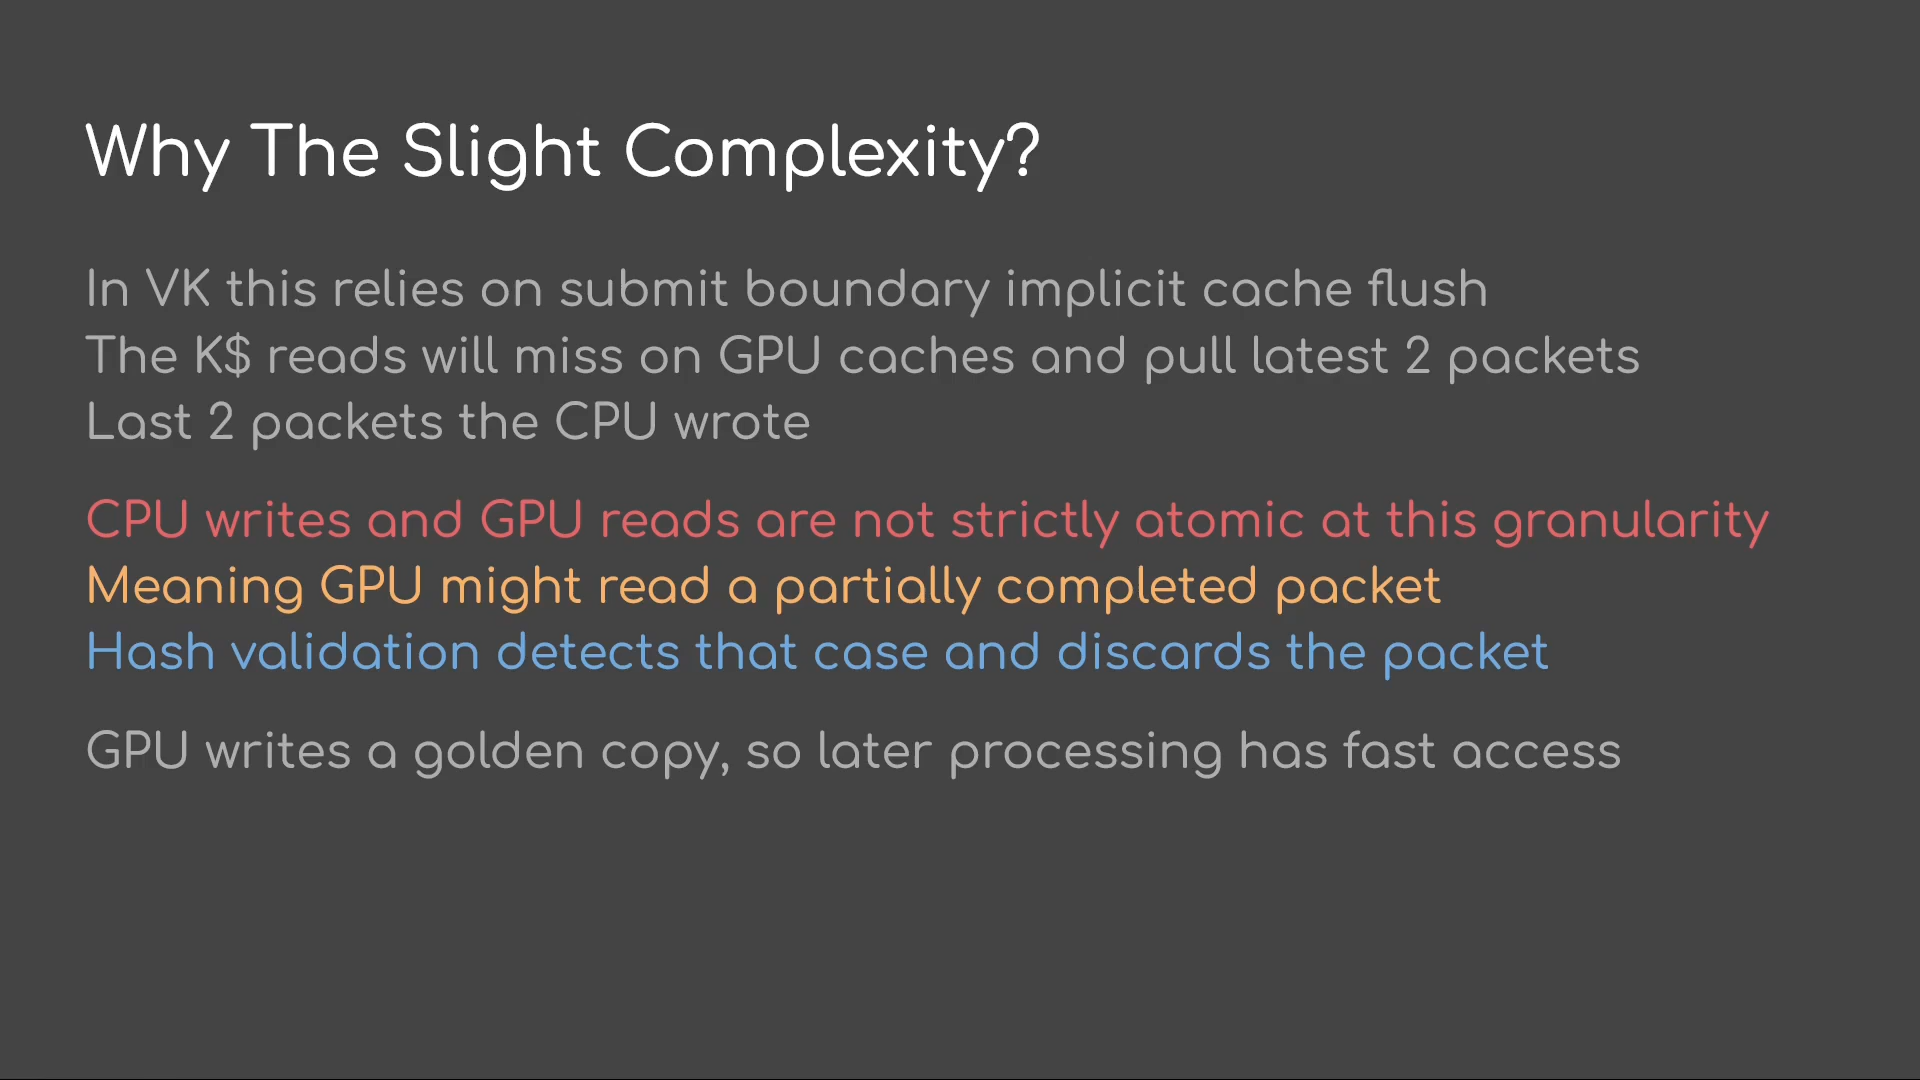 Why The Slight Complexity?
In VK this relies on submit boundary implicit cache flush
The K$ reads will miss on GPU caches and pull latest 2 packets
Last 2 packets the CPU wrote
CPU writes and GPU reads are not strictly atomic at this granularity
Meaning GPU might read a partially completed packet
Hash validation detects that case and discards the packet
GPU writes a golden copy, so later processing has fast access